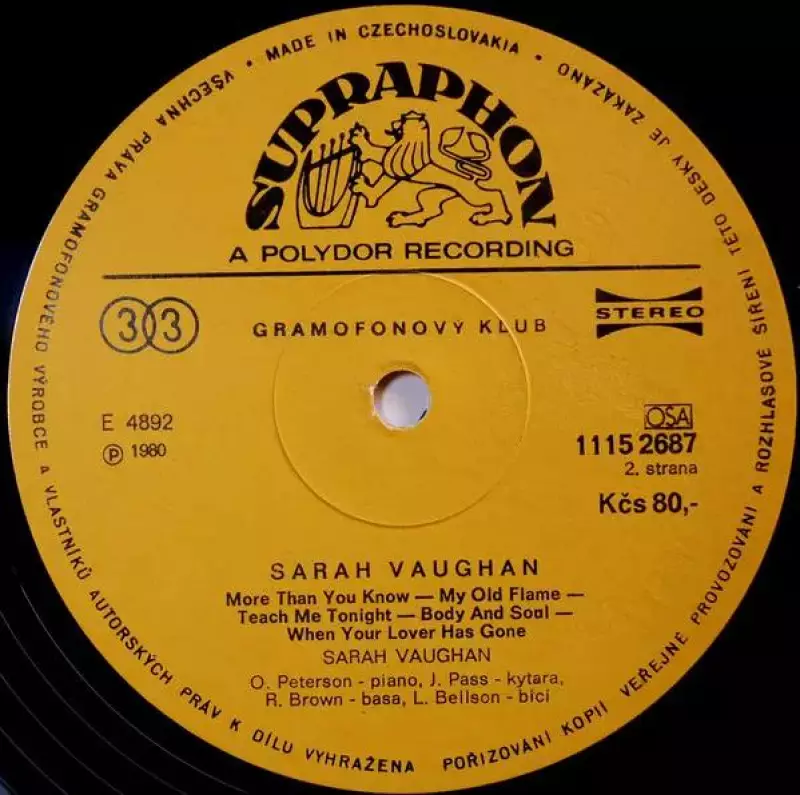 VŠECHNA PRÁVA GRAMOFONOVÉHO VÝROBCE A VLASTNÍKŮ AUTORSKÝCH PRÁV K DÍLU VYHRAŽENA
POŘIZOVÁNÍ KOPIÍ VEŘEJNÉ PROVOZOVÁNÍ A ROZHLASOVÉ ŠÍŘENÍ TÉTO DESKY JE ZAKÁZÁNO
• MADE IN CZECHOSLOVAKIA •
SUPRAPHON
A POLYDOR RECORDING
33
GRAMOFONOVÝ KLUB
STEREO
E 4892
℗ 1980
OSA
1115 2687
2. strana
Kčs 80,-
SARAH VAUGHAN
More Than You Know — My Old Flame —
Teach Me Tonight — Body And Soul —
When Your Lover Has Gone
SARAH VAUGHAN
O. Peterson - piano, J. Pass - kytara,
R. Brown - basa, L. Bellson - bicí